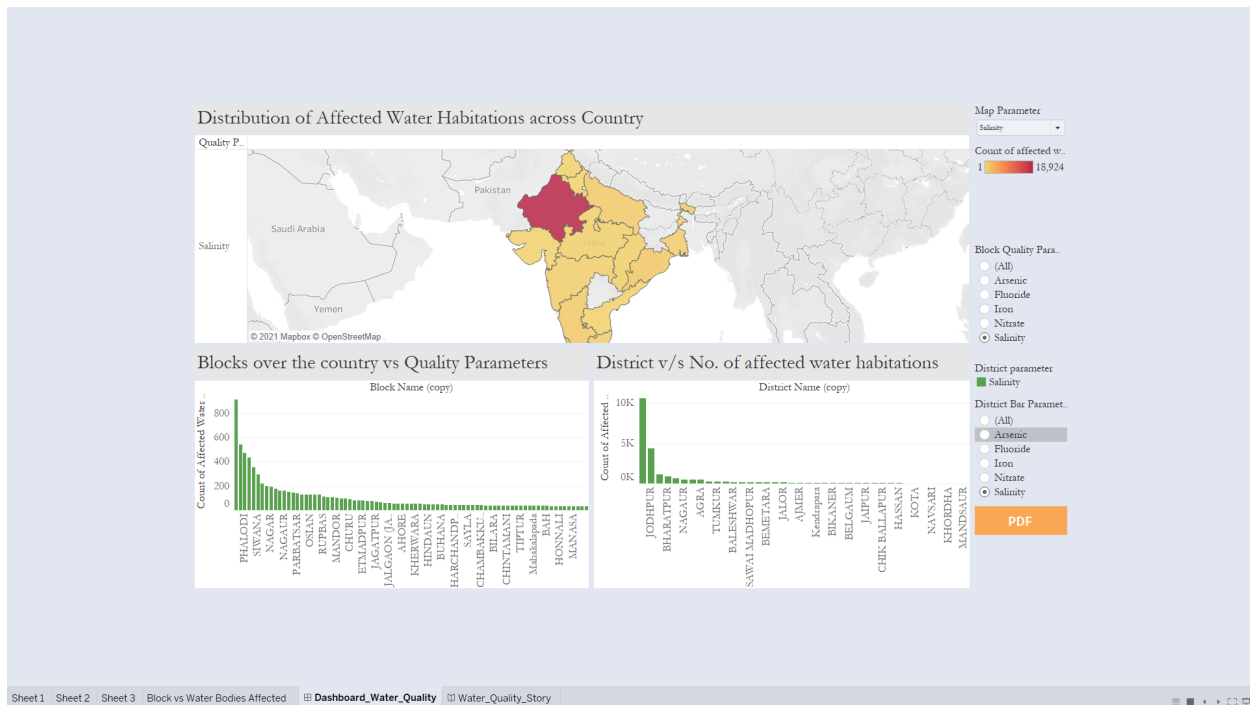 Distribution of Affected Water Habitations across Country
Quality P..
Salinity
Pakistan
Saudi Arabia
India
Yemen
© 2021 Mapbox © OpenStreetMap
Map Parameter
Salinity
Count of affected w..
1 18,924
Block Quality Para..
(All)
Arsenic
Fluoride
Iron
Nitrate
Salinity
Blocks over the country vs Quality Parameters
Block Name (copy)
Count of Affected Water ..
800
600
400
200
0
PHALODI
SIWANA
NAGAR
NAGAUR
PARBATSAR
OSIAN
RUPBAS
MANDOR
CHURU
ETMADPUR
JAGATPUR
JALGAON (JA..
AHORE
KHERWARA
HINDAUN
BUHANA
HARCHANDP..
SAYLA
CHAMBAKKU..
BILARA
CHINTAMANI
TIPTUR
Mahakalapada
BAH
HONNALI
MANASA
District v/s No. of affected water habitations
District Name (copy)
Count of Affected ..
10K
5K
0K
JODHPUR
BHARATPUR
NAGAUR
AGRA
TUMKUR
BALESHWAR
SAWAI MADHOPUR
BEMETARA
JALOR
AJMER
Kendrapara
BIKANER
BELGAUM
JAIPUR
CHIK BALLAPUR
HASSAN
KOTA
NAVSARI
KHORDHA
MANDSAUR
District parameter
Salinity
District Bar Paramet..
(All)
Arsenic
Fluoride
Iron
Nitrate
Salinity
PDF
Sheet 1 Sheet 2 Sheet 3 Block vs Water Bodies Affected Dashboard_Water_Quality Water_Quality_Story